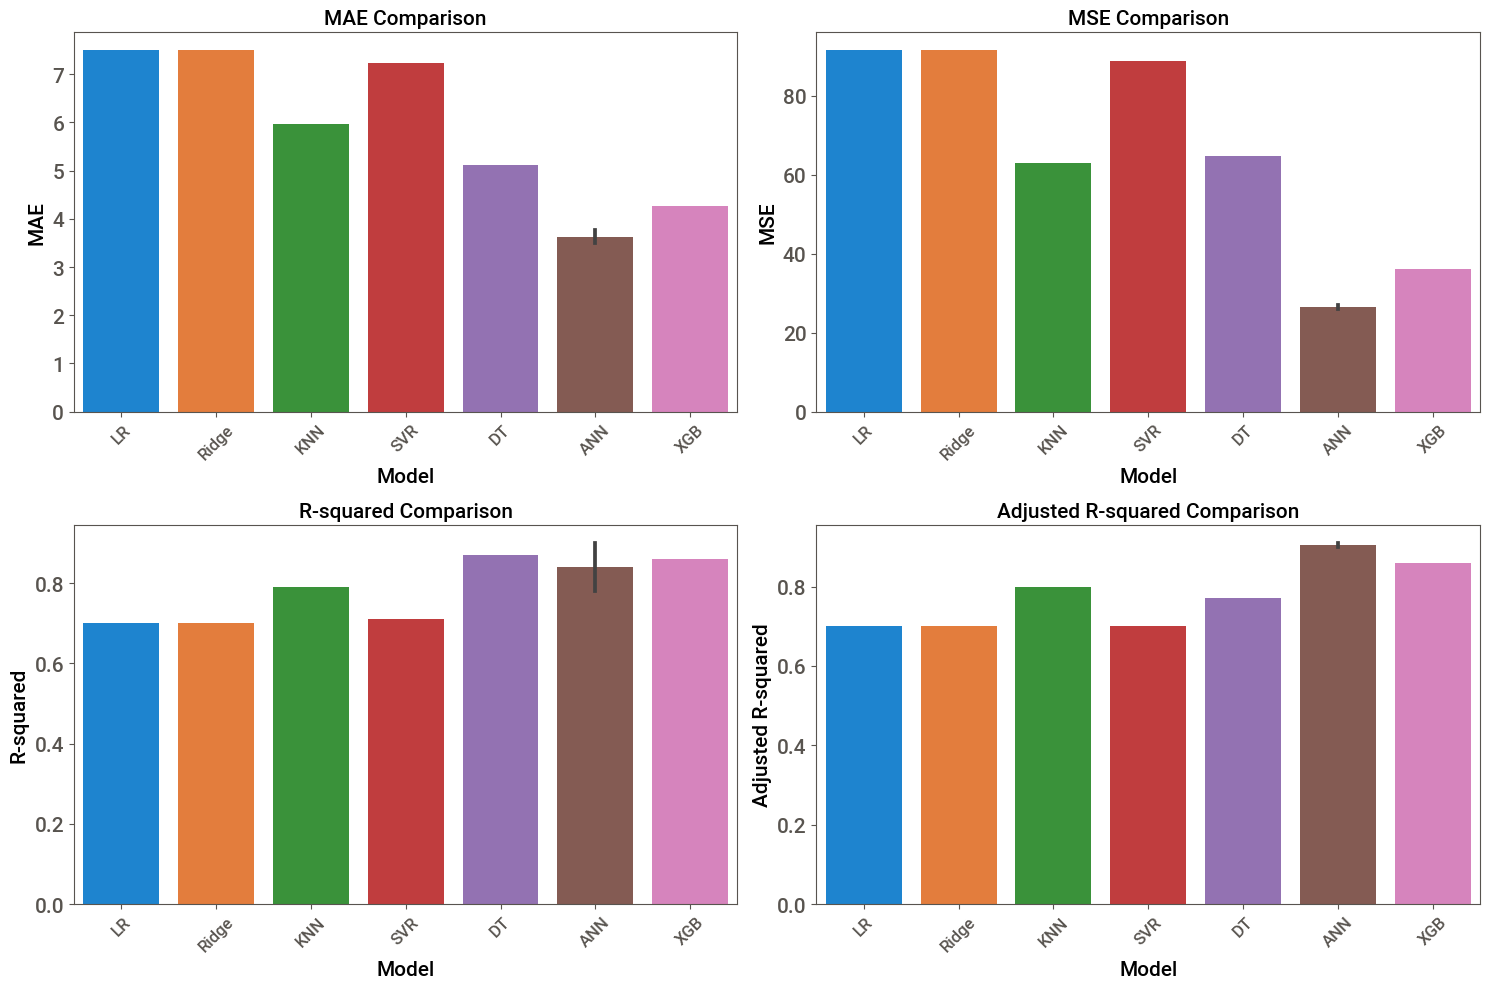 MAE Comparison
MAE
7
6
5
4
3
2
1
0
LR
Ridge
KNN
SVR
DT
ANN
XGB
Model
MSE Comparison
MSE
80
60
40
20
0
LR
Ridge
KNN
SVR
DT
ANN
XGB
Model
R-squared Comparison
R-squared
0.8
0.6
0.4
0.2
0.0
LR
Ridge
KNN
SVR
DT
ANN
XGB
Model
Adjusted R-squared Comparison
Adjusted R-squared
0.8
0.6
0.4
0.2
0.0
LR
Ridge
KNN
SVR
DT
ANN
XGB
Model